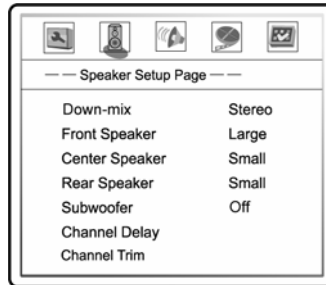 — — Speaker Setup Page — —
Down-mix Stereo
Front Speaker Large
Center Speaker Small
Rear Speaker Small
Subwoofer Off
Channel Delay
Channel Trim